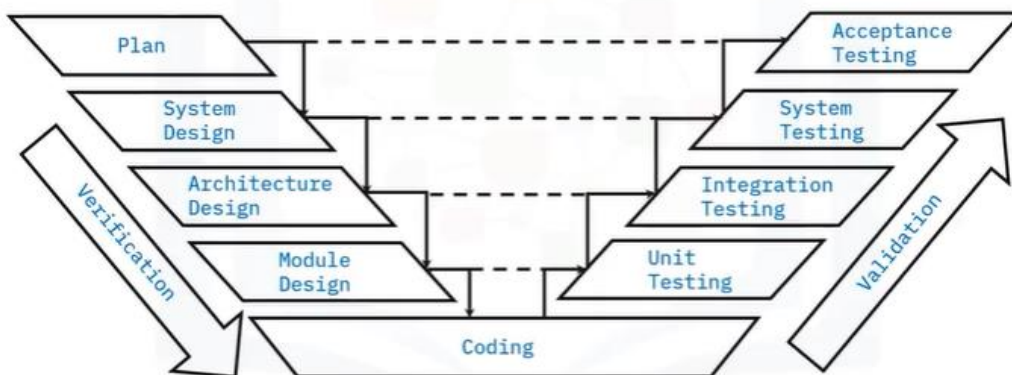 Plan
Acceptance
Testing
System
Design
System
Testing
Architecture
Design
Integration
Testing
Module
Design
Unit
Testing
Coding
Verification
Validation